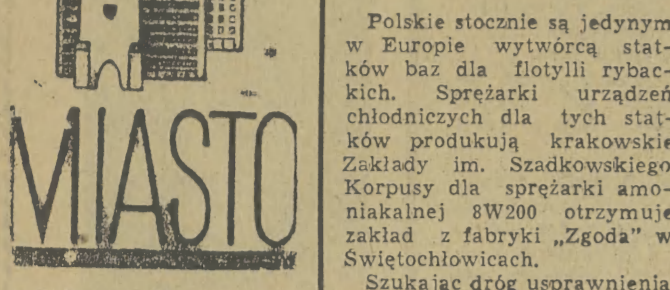 MIASTO
Polskie stocznie są jedynym
w Europie wytwórcą stat-
ków baz dla flotylli rybac-
kich. Sprężarki urządzeń
chłodniczych dla tych stat-
ków produkują krakowskie
Zakłady im. Szadkowskiego
Korpusy dla sprężarki amo-
niakalnej 8W200 otrzymuje
zakład z fabryki „Zgoda” w
Świętochłowicach.
Szukając dróg usprawnienia